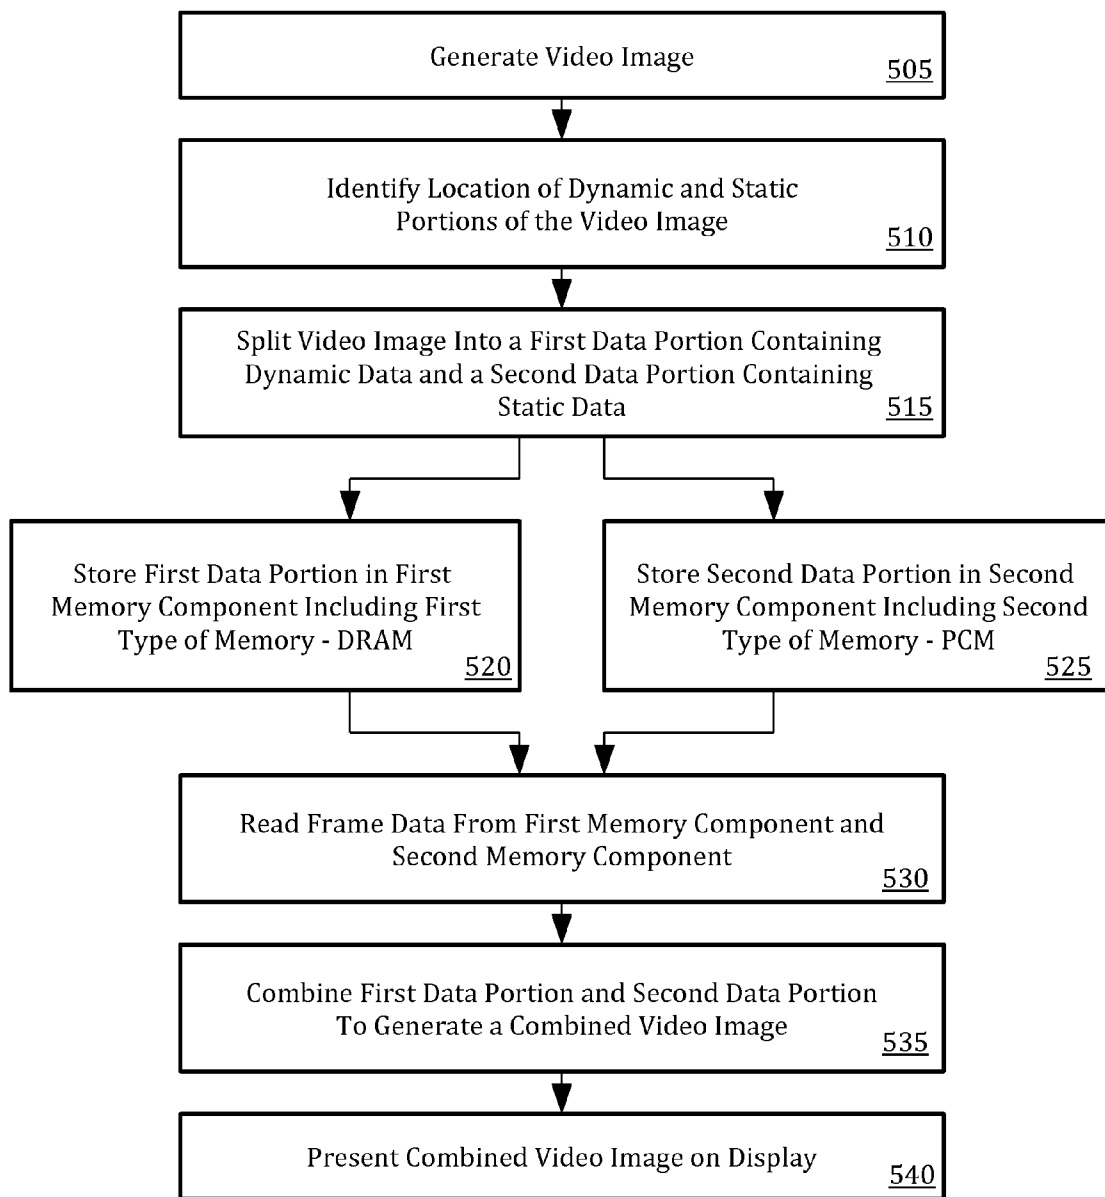 Generate Video Image
505
Identify Location of Dynamic and Static
Portions of the Video Image
510
Split Video Image Into a First Data Portion Containing
Dynamic Data and a Second Data Portion Containing
Static Data
515
Store First Data Portion in First
Memory Component Including First
Type of Memory - DRAM
520
Store Second Data Portion in Second
Memory Component Including Second
Type of Memory - PCM
525
Read Frame Data From First Memory Component and
Second Memory Component
530
Combine First Data Portion and Second Data Portion
To Generate a Combined Video Image
535
Present Combined Video Image on Display
540